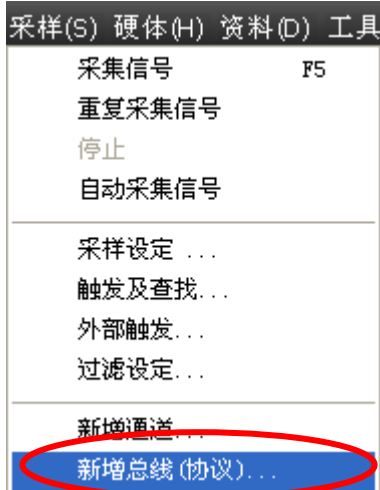 采样(S) 硬体(H) 资料(D) 工具
采集信号 F5
重复采集信号
停止
自动采集信号
采样设定 ...
触发及查找...
外部触发...
过滤设定...
新增通道...
新增总线(协议)...